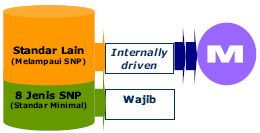 Standar Lain
(Melampaui SNP)
Internally
driven
M
8 Jenis SNP
(Standar Minimal)
Wajib